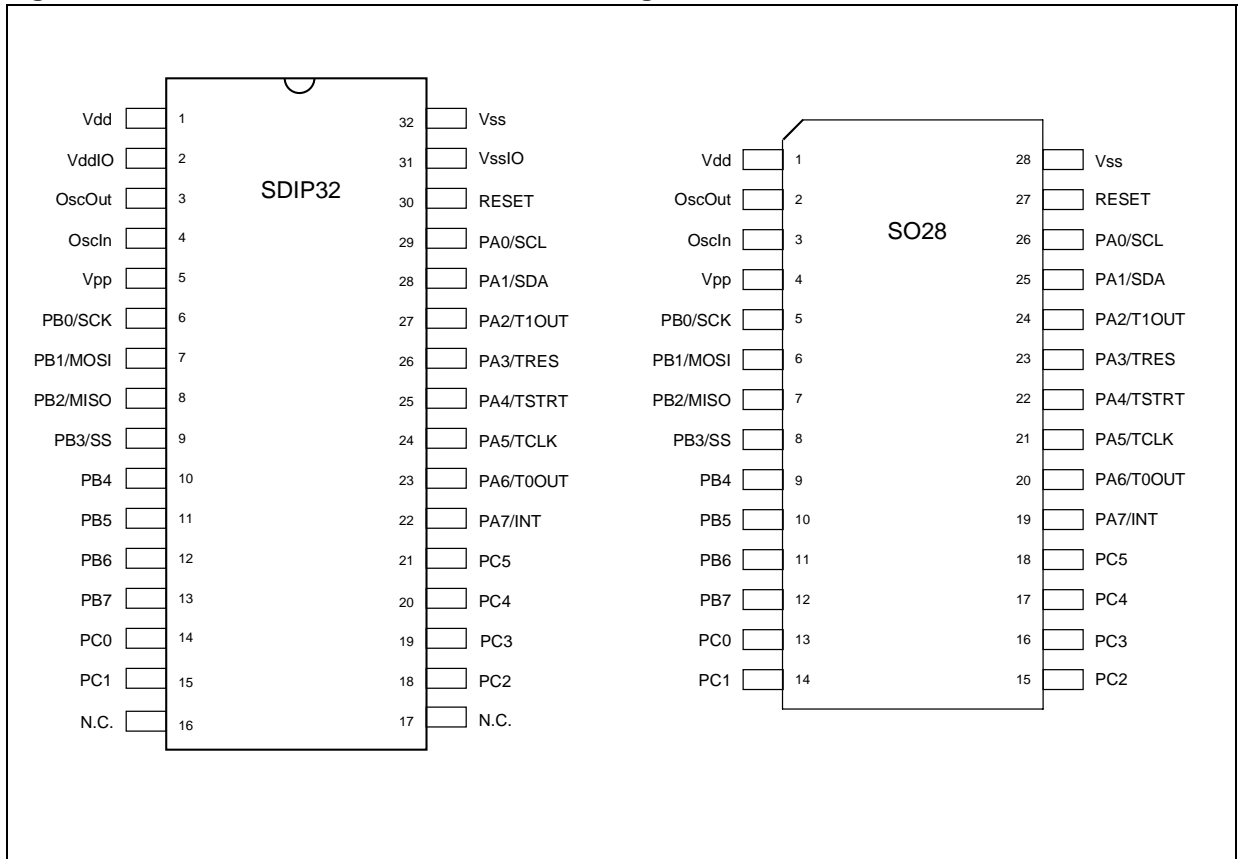 SDIP32
Vdd 1 32 Vss
VddIO 2 31 VssIO
OscOut 3 30 RESET
OscIn 4 29 PA0/SCL
Vpp 5 28 PA1/SDA
PB0/SCK 6 27 PA2/T1OUT
PB1/MOSI 7 26 PA3/TRES
PB2/MISO 8 25 PA4/TSTRT
PB3/SS 9 24 PA5/TCLK
PB4 10 23 PA6/T0OUT
PB5 11 22 PA7/INT
PB6 12 21 PC5
PB7 13 20 PC4
PC0 14 19 PC3
PC1 15 18 PC2
N.C. 16 17 N.C.
SO28
Vdd 1 28 Vss
OscOut 2 27 RESET
OscIn 3 26 PA0/SCL
Vpp 4 25 PA1/SDA
PB0/SCK 5 24 PA2/T1OUT
PB1/MOSI 6 23 PA3/TRES
PB2/MISO 7 22 PA4/TSTRT
PB3/SS 8 21 PA5/TCLK
PB4 9 20 PA6/T0OUT
PB5 10 19 PA7/INT
PB6 11 18 PC5
PB7 12 17 PC4
PC0 13 16 PC3
PC1 14 15 PC2